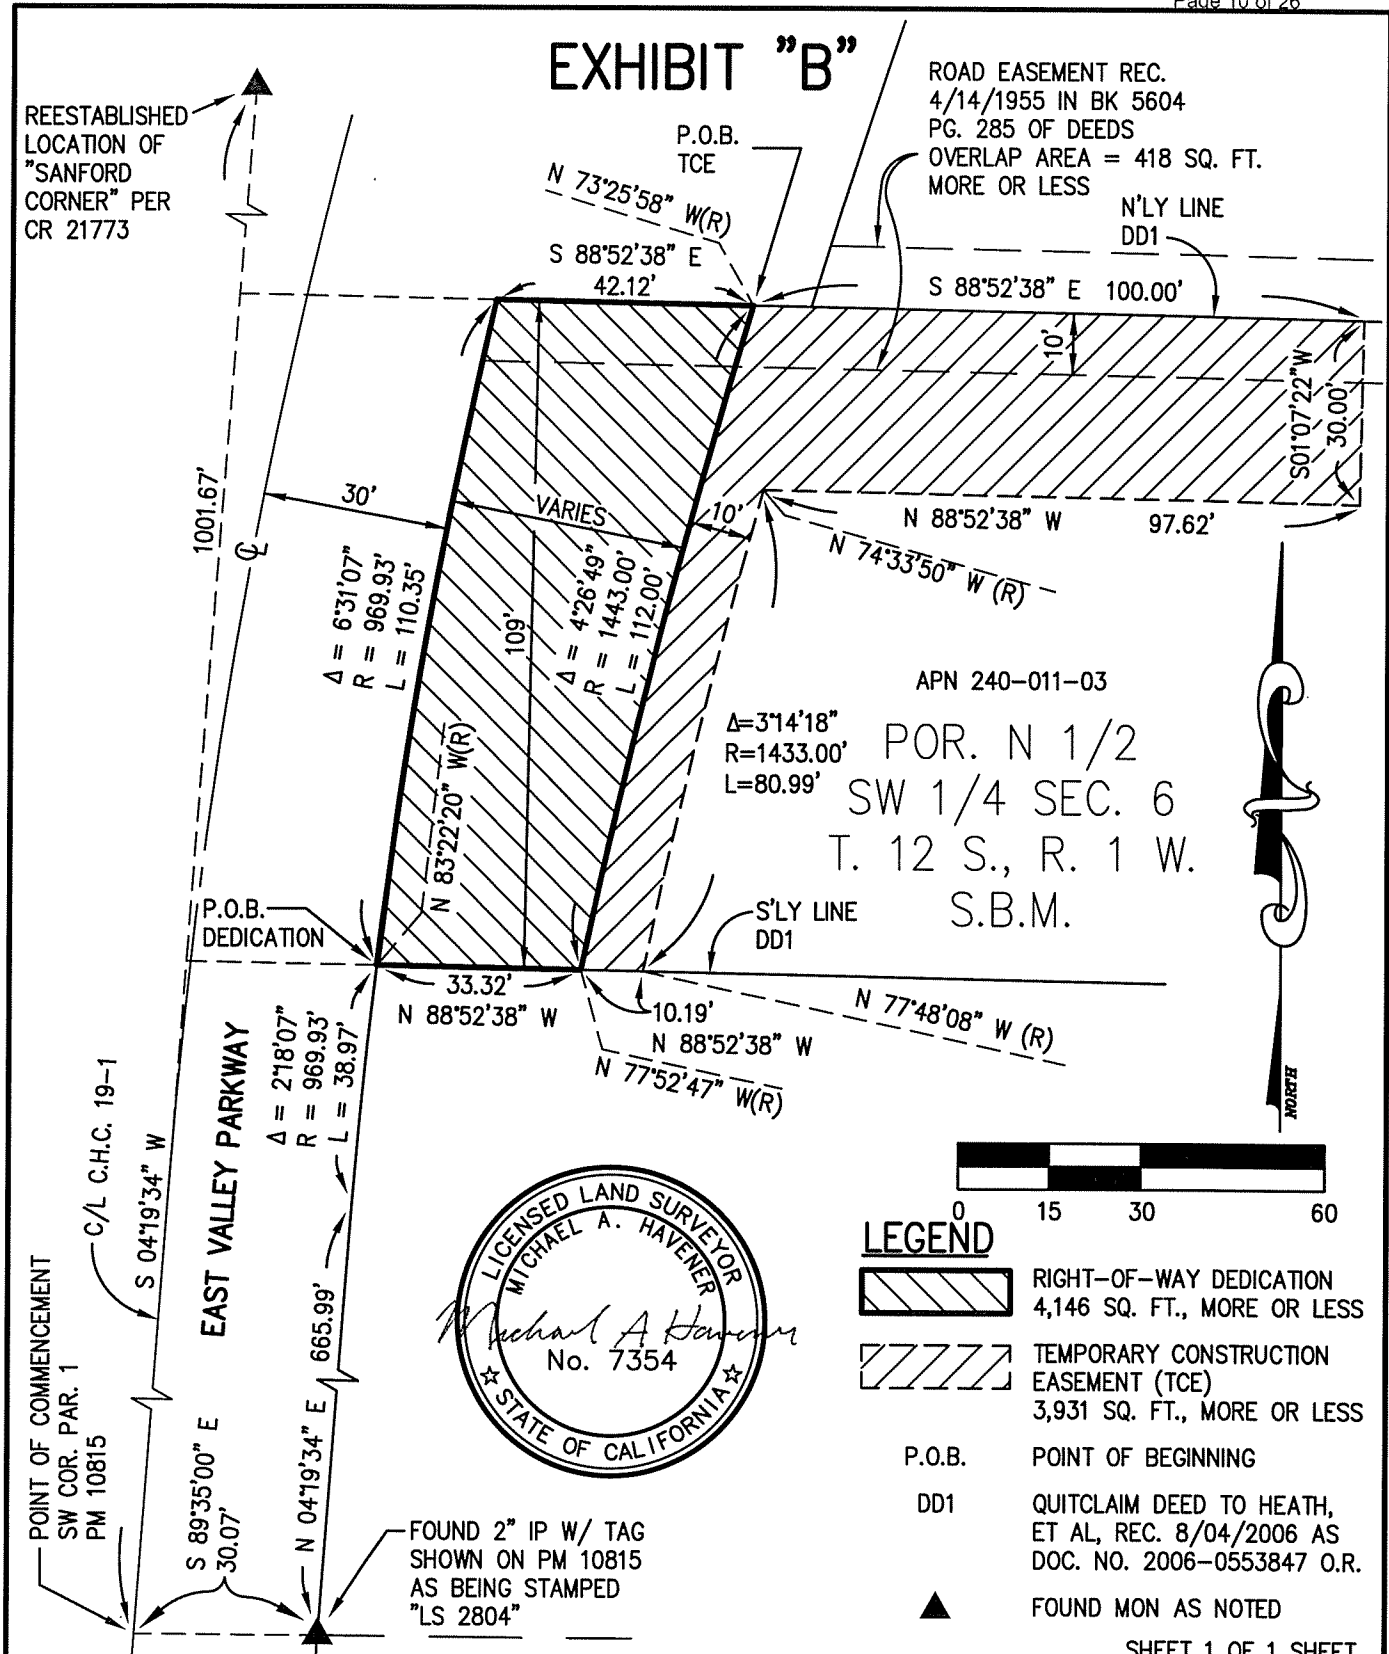 Page 10 of 26
EXHIBIT "B"
REESTABLISHED
LOCATION OF
"SANFORD
CORNER" PER
CR 21773
P.O.B.
TCE
ROAD EASEMENT REC.
4/14/1955 IN BK 5604
PG. 285 OF DEEDS
OVERLAP AREA = 418 SQ. FT.
MORE OR LESS
N'LY LINE
DD1
N 73°25'58" W(R)
S 88°52'38" E
42.12'
S 88°52'38" E 100.00'
10'
S01°07'22"W
30.00'
1001.67'
30'
℄
VARIES
10'
N 88°52'38" W 97.62'
N 74°33'50" W (R)
Δ = 6°31'07"
R = 969.93'
L = 110.35'
109'
Δ = 4°26'49"
R = 1443.00'
L = 112.00'
N 83°22'20" W(R)
Δ=3°14'18"
R=1433.00'
L=80.99'
APN 240-011-03
POR. N 1/2
SW 1/4 SEC. 6
T. 12 S., R. 1 W.
S.B.M.
P.O.B.
DEDICATION
S'LY LINE
DD1
33.32'
N 88°52'38" W
10.19'
N 88°52'38" W
N 77°48'08" W (R)
N 77°52'47" W(R)
Δ = 2°18'07"
R = 969.93'
L = 38.97'
C/L C.H.C. 19-1
S 04°19'34" W
EAST VALLEY PARKWAY
N 04°19'34" E 665.99'
POINT OF COMMENCEMENT
SW COR. PAR. 1
PM 10815
S 89°35'00" E
30.07'
FOUND 2" IP W/ TAG
SHOWN ON PM 10815
AS BEING STAMPED
"LS 2804"
LICENSED LAND SURVEYOR
MICHAEL A. HAVENER
Michael A Havener
No. 7354
STATE OF CALIFORNIA
NORTH
0 15 30 60
LEGEND
RIGHT-OF-WAY DEDICATION
4,146 SQ. FT., MORE OR LESS
TEMPORARY CONSTRUCTION
EASEMENT (TCE)
3,931 SQ. FT., MORE OR LESS
P.O.B. POINT OF BEGINNING
DD1 QUITCLAIM DEED TO HEATH,
ET AL, REC. 8/04/2006 AS
DOC. NO. 2006-0553847 O.R.
FOUND MON AS NOTED
SHEET 1 OF 1 SHEET